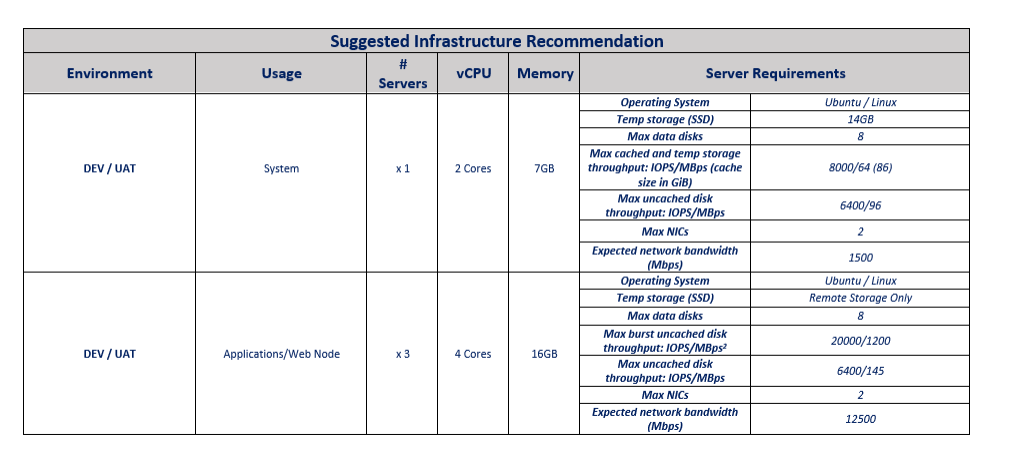 Suggested Infrastructure Recommendation
Environment
Usage
#
Servers
vCPU
Memory
Server Requirements
DEV / UAT
System
x 1
2 Cores
7GB
Operating System
Ubuntu / Linux
Temp storage (SSD)
14GB
Max data disks
8
Max cached and temp storage
throughput: IOPS/MBps (cache
size in GiB)
8000/64 (86)
Max uncached disk
throughput: IOPS/MBps
6400/96
Max NICs
2
Expected network bandwidth
(Mbps)
1500
DEV / UAT
Applications/Web Node
x 3
4 Cores
16GB
Operating System
Ubuntu / Linux
Temp storage (SSD)
Remote Storage Only
Max data disks
8
Max burst uncached disk
throughput: IOPS/MBps²
20000/1200
Max uncached disk
throughput: IOPS/MBps
6400/145
Max NICs
2
Expected network bandwidth
(Mbps)
12500